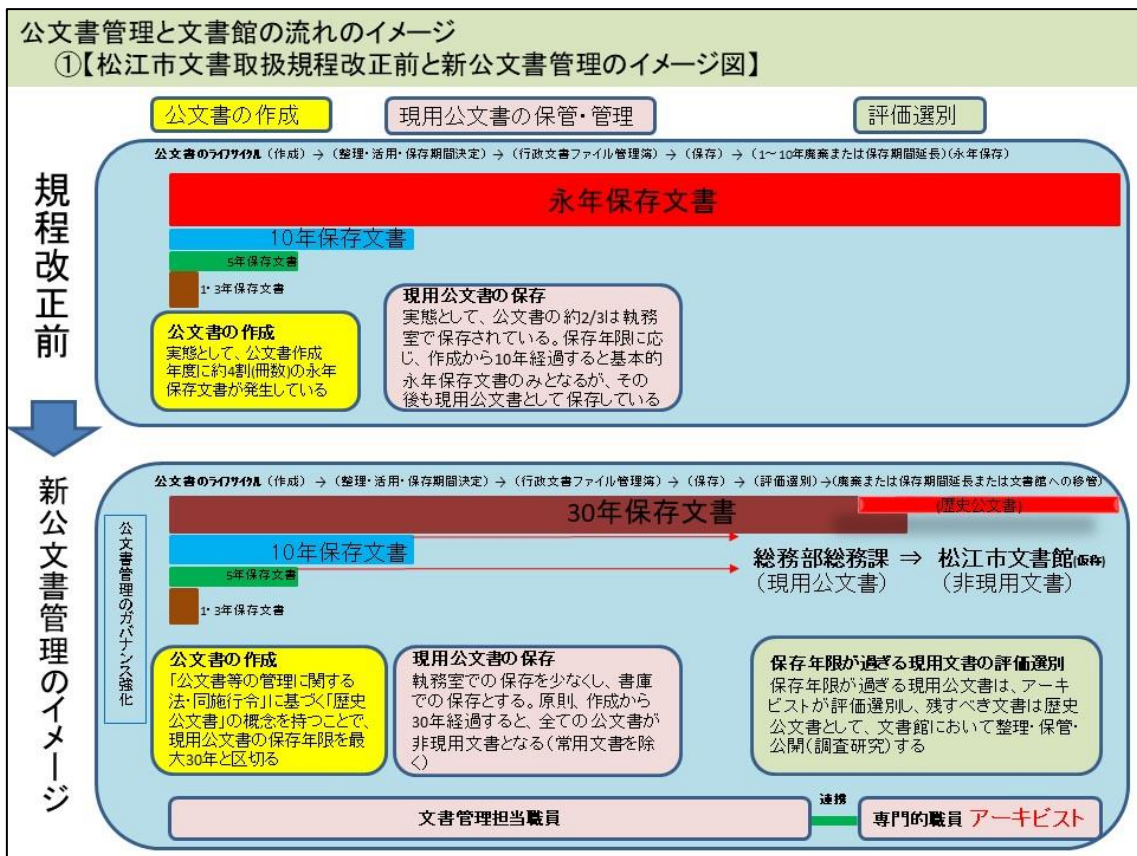 公文書管理と文書館の流れのイメージ
①【松江市文書取扱規程改正前と新公文書管理のイメージ図】
公文書の作成
現用公文書の保管・管理
評価選別
規程改正前
公文書のライフサイクル（作成）→（整理・活用・保存期間決定）→（行政文書ファイル管理簿）→（保存）→（1～10年廃棄または保存期間延長）(永年保存)
永年保存文書
10年保存文書
5年保存文書
1・3年保存文書
公文書の作成
実態として、公文書作成
年度に約4割(冊数)の永年
保存文書が発生している
現用公文書の保存
実態として、公文書の約2/3は執務
室で保存されている。保存年限に応
じ、作成から10年経過すると基本的
永年保存文書のみとなるが、その
後も現用公文書として保存している
新公文書管理のイメージ
公文書のライフサイクル（作成）→（整理・活用・保存期間決定）→（行政文書ファイル管理簿）→（保存）→（評価選別）→(廃棄または保存期間延長または文書館への移管)
公文書管理のガバナンス強化
30年保存文書
(歴史公文書)
10年保存文書
5年保存文書
1・3年保存文書
総務部総務課 ⇒ 松江市文書館(仮称)
（現用公文書）　（非現用文書）
公文書の作成
「公文書等の管理に関する
法・同施行令」に基づく「歴史
公文書」の概念を持つことで、
現用公文書の保存年限を最
大30年と区切る
現用公文書の保存
執務室での保存を少なくし、書庫
での保存とする。原則、作成から
30年経過すると、全ての公文書が
非現用文書となる（常用文書を除
く）
保存年限が過ぎる現用文書の評価選別
保存年限が過ぎる現用公文書は、アーキ
ビストが評価選別し、残すべき文書は歴史
公文書として、文書館において整理・保管・
公開(調査研究)する
文書管理担当職員
連携
専門的職員 アーキビスト